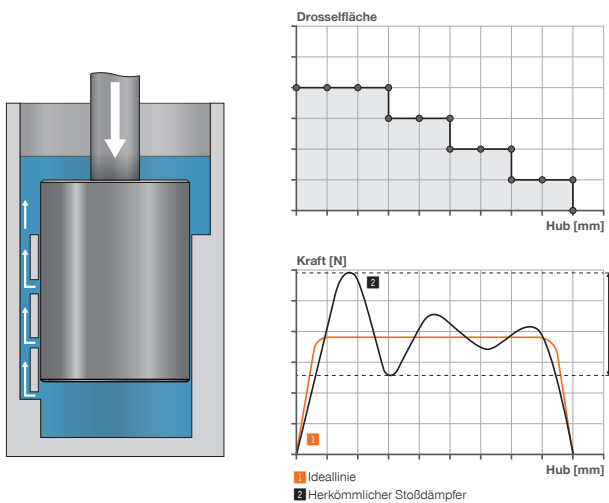 Drosselfläche
Hub [mm]
Kraft [N]
2
1
Hub [mm]
1 Ideallinie
2 Herkömmlicher Stoßdämpfer